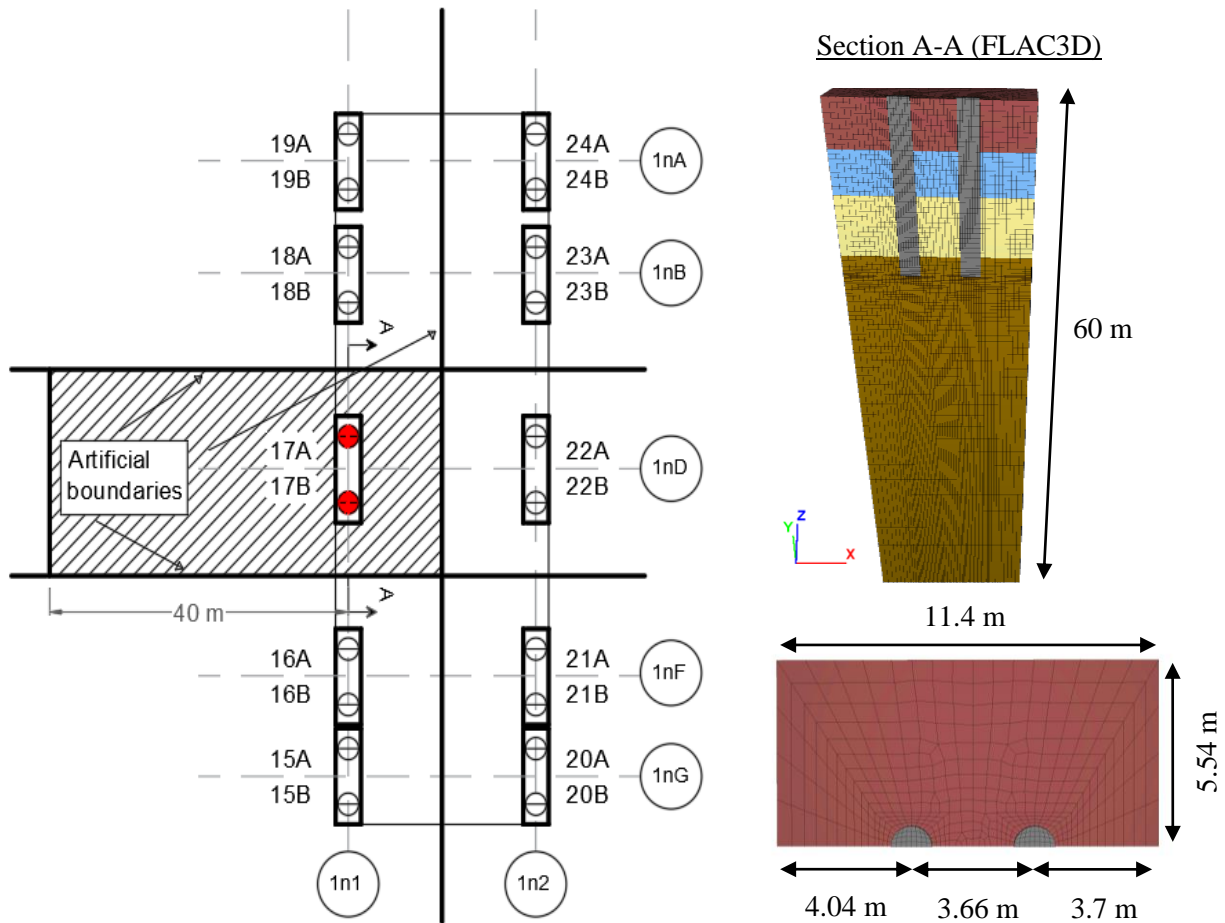 19A
19B
24A
24B
1nA
18A
18B
23A
23B
1nB
A
Artificial
boundaries
17A
17B
22A
22B
1nD
40 m
A
16A
16B
21A
21B
1nF
15A
15B
20A
20B
1nG
1n1
1n2
Section A-A (FLAC3D)
60 m
Z
Y
X
11.4 m
5.54 m
4.04 m
3.66 m
3.7 m